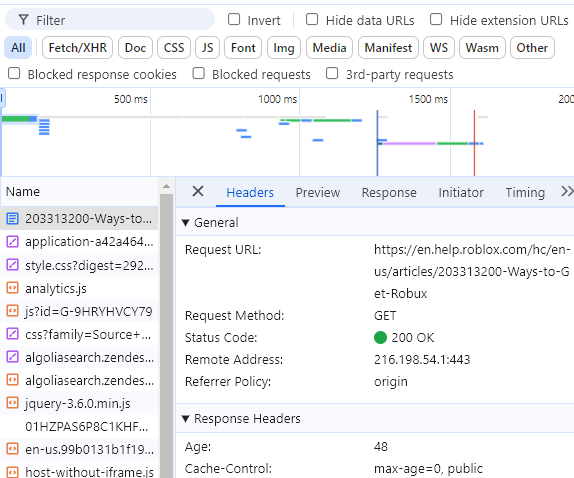 Filter Invert Hide data URLs Hide extension URLs
All Fetch/XHR Doc CSS JS Font Img Media Manifest WS Wasm Other
Blocked response cookies Blocked requests 3rd-party requests
500 ms 1000 ms 1500 ms 200
Name
203313200-Ways-to...
application-a42a464...
style.css?digest=292...
analytics.js
js?id=G-9HRYHVCY79
css?family=Source+...
algoliasearch.zendes...
algoliasearch.zendes...
jquery-3.6.0.min.js
01HZPAS6P8C1KHF...
en-us.99b0131b1f19...
host-without-iframe.js
Headers Preview Response Initiator Timing
General
Request URL: https://en.help.roblox.com/hc/en-
us/articles/203313200-Ways-to-G
et-Robux
Request Method: GET
Status Code: 200 OK
Remote Address: 216.198.54.1:443
Referrer Policy: origin
Response Headers
Age: 48
Cache-Control: max-age=0, public